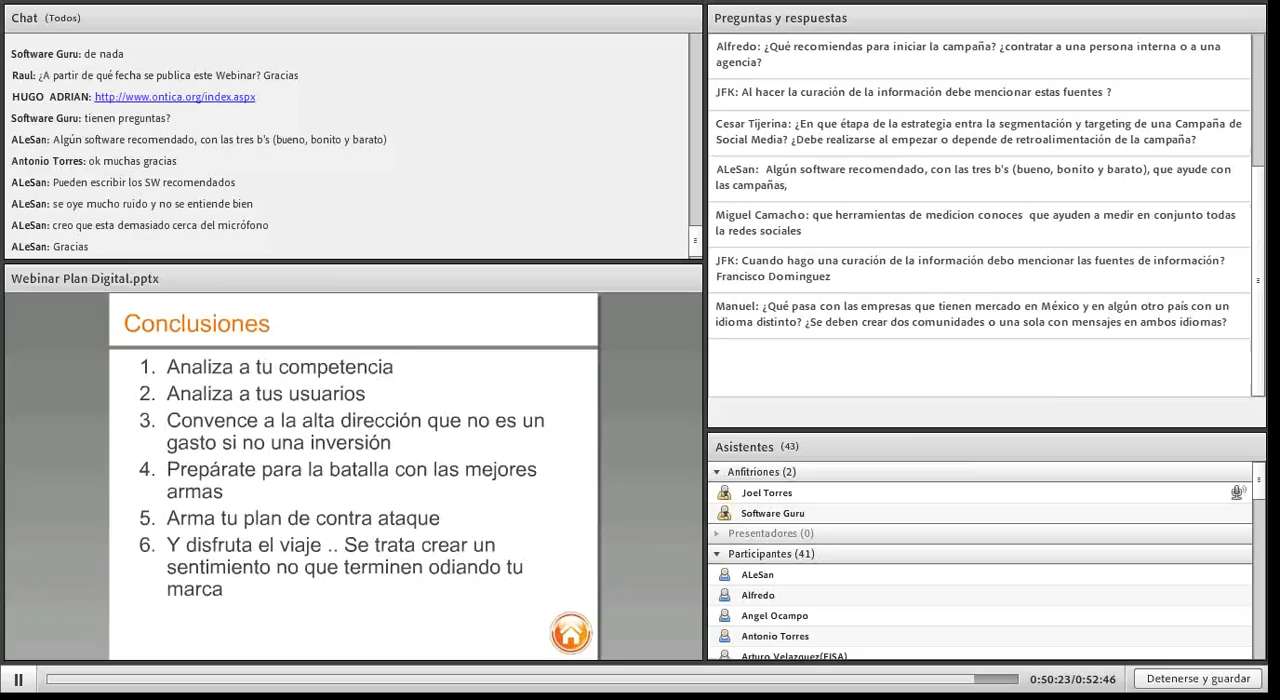 Chat (Todos)
Software Guru: de nada
Raul: ¿A partir de qué fecha se publica este Webinar? Gracias
HUGO ADRIAN: http://www.ontica.org/index.aspx
Software Guru: tienen preguntas?
ALeSan: Algún software recomendado, con las tres b's (bueno, bonito y barato)
Antonio Torres: ok muchas gracias
ALeSan: Pueden escribir los SW recomendados
ALeSan: se oye mucho ruido y no se entiende bien
ALeSan: creo que esta demasiado cerca del micrófono
ALeSan: Gracias
Webinar Plan Digital.pptx
Conclusiones
1. Analiza a tu competencia
2. Analiza a tus usuarios
3. Convence a la alta dirección que no es un
gasto si no una inversión
4. Prepárate para la batalla con las mejores
armas
5. Arma tu plan de contra ataque
6. Y disfruta el viaje .. Se trata crear un
sentimiento no que terminen odiando tu
marca
Preguntas y respuestas
Alfredo: ¿Qué recomiendas para iniciar la campaña? ¿contratar a una persona interna o a una
agencia?
JFK: Al hacer la curación de la información debe mencionar estas fuentes ?
Cesar Tijerina: ¿En que étapa de la estrategia entra la segmentación y targeting de una Campaña de
Social Media? ¿Debe realizarse al empezar o depende de retroalimentación de la campaña?
ALeSan: Algún software recomendado, con las tres b's (bueno, bonito y barato), que ayude con
las campañas,
Miguel Camacho: que herramientas de medicion conoces que ayuden a medir en conjunto todas
la redes sociales
JFK: Cuando hago una curación de la información debo mencionar las fuentes de información?
Francisco Dominguez
Manuel: ¿Qué pasa con las empresas que tienen mercado en México y en algún otro país con un
idioma distinto? ¿Se deben crear dos comunidades o una sola con mensajes en ambos idiomas?
Asistentes (43)
Anfitriones (2)
Joel Torres
Software Guru
Presentadores (0)
Participantes (41)
ALeSan
Alfredo
Angel Ocampo
Antonio Torres
Arturo Velazquez(FISA)
0:50:23/0:52:46
Detenerse y guardar